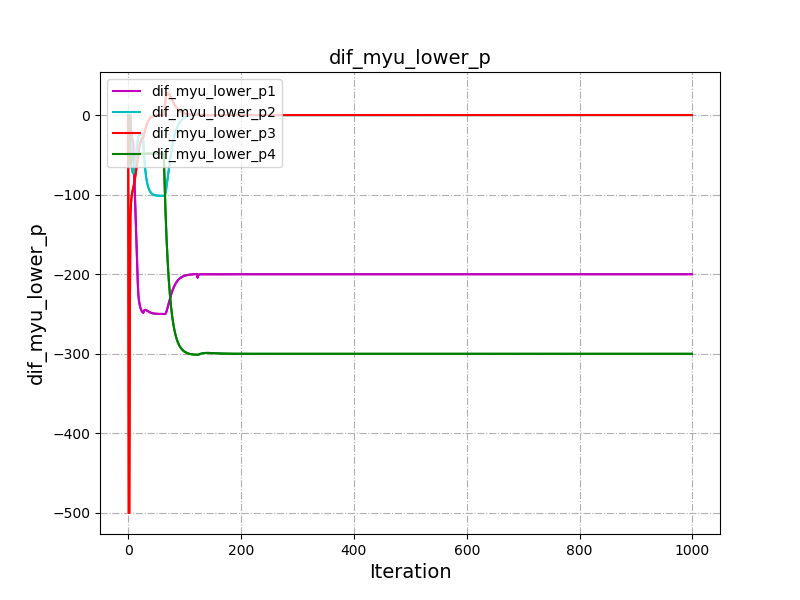 dif_myu_lower_p
dif_myu_lower_p1
dif_myu_lower_p2
dif_myu_lower_p3
dif_myu_lower_p4
dif_myu_lower_p
0
−100
−200
−300
−400
−500
0 200 400 600 800 1000
Iteration